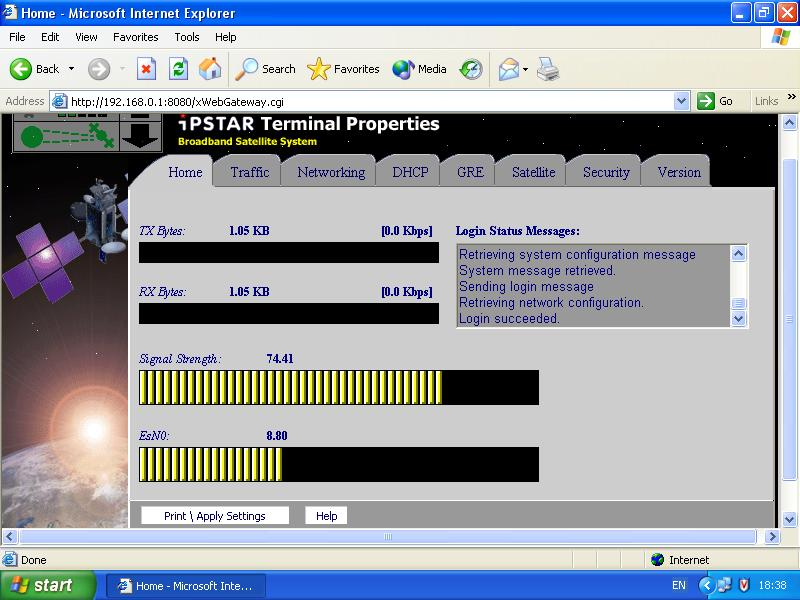 Home - Microsoft Internet Explorer
File Edit View Favorites Tools Help
Back Search Favorites Media
Address http://192.168.0.1:8080/xWebGateway.cgi Go Links »
iPSTAR Terminal Properties
Broadband Satellite System
Home Traffic Networking DHCP GRE Satellite Security Version
TX Bytes: 1.05 KB [0.0 Kbps]
Login Status Messages:
Retrieving system configuration message
System message retrieved.
Sending login message
Retrieving network configuration.
Login succeeded.
RX Bytes: 1.05 KB [0.0 Kbps]
Signal Strength: 74.41
EsN0: 8.80
Print \ Apply Settings Help
Done Internet
start Home - Microsoft Inte... EN 18:38